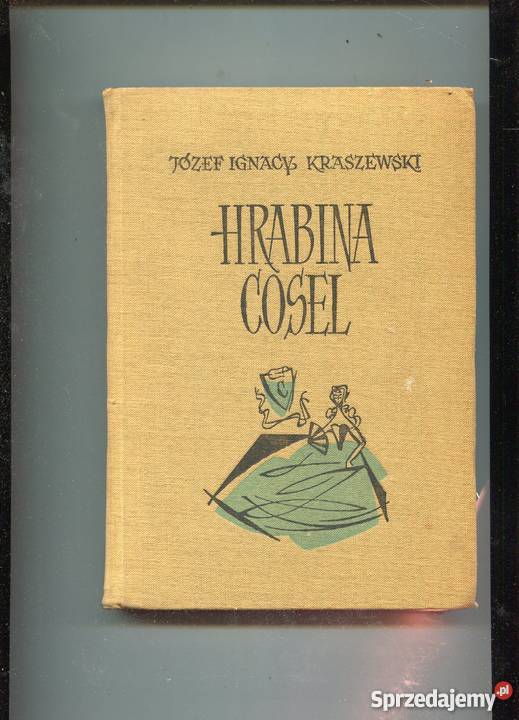 JÓZEF IGNACY KRASZEWSKI
HRABINA
COSEL
C
Sprzedajemy.pl